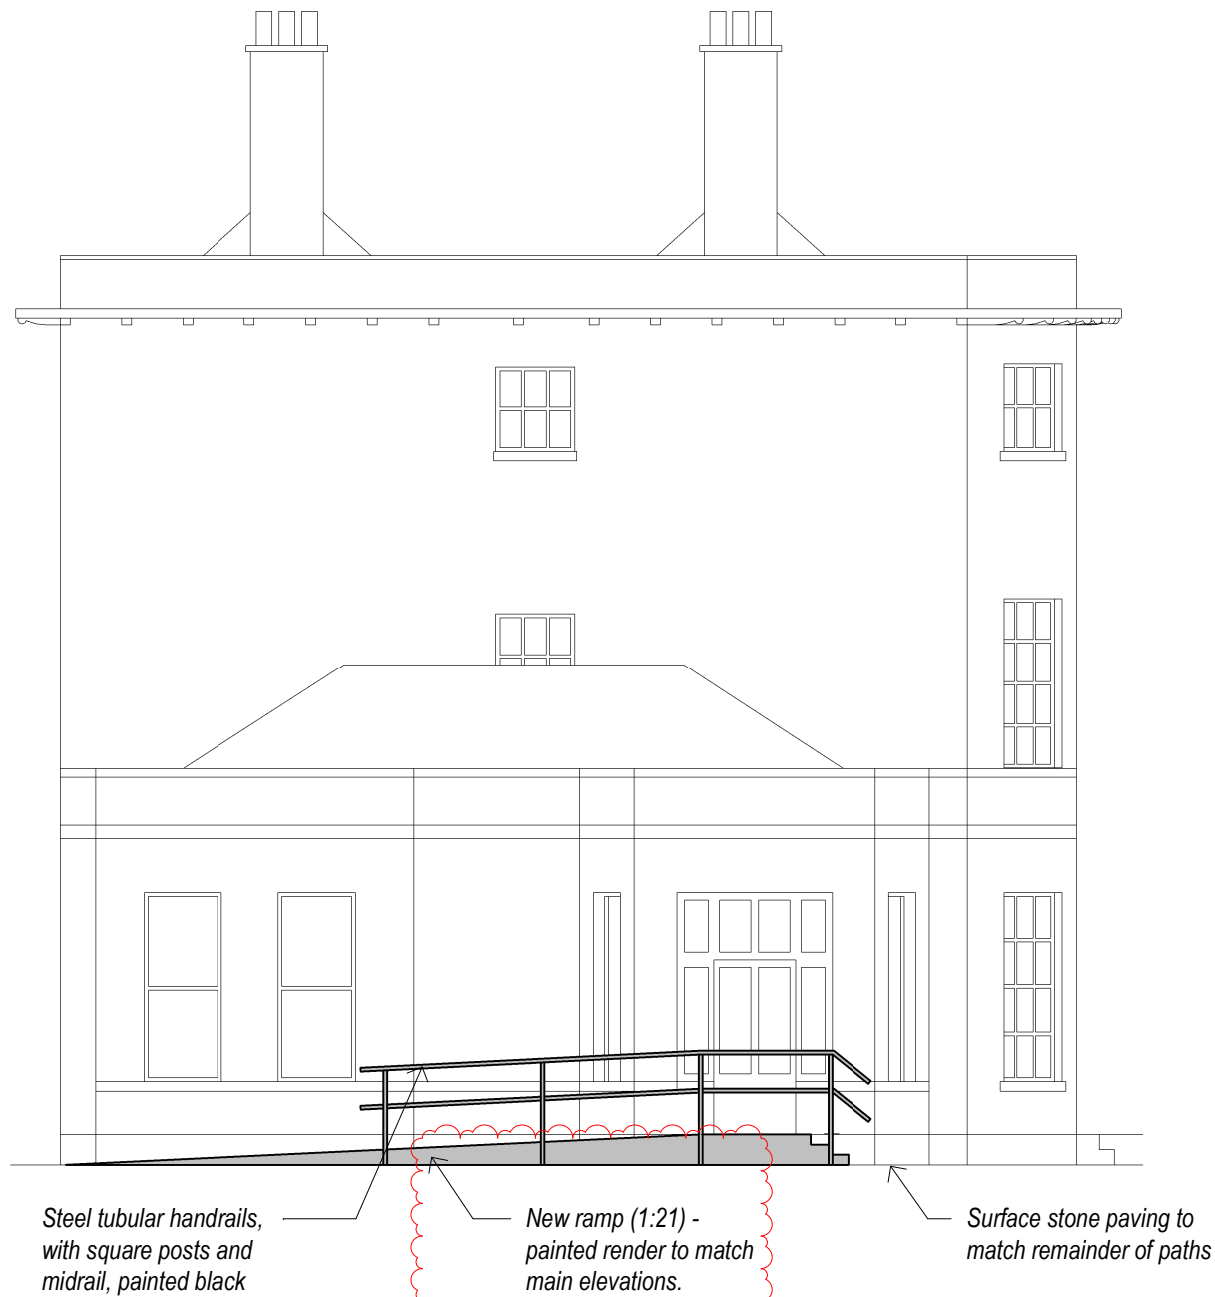 Steel tubular handrails,
with square posts and
midrail, painted black
New ramp (1:21) -
painted render to match
main elevations.
Surface stone paving to
match remainder of paths